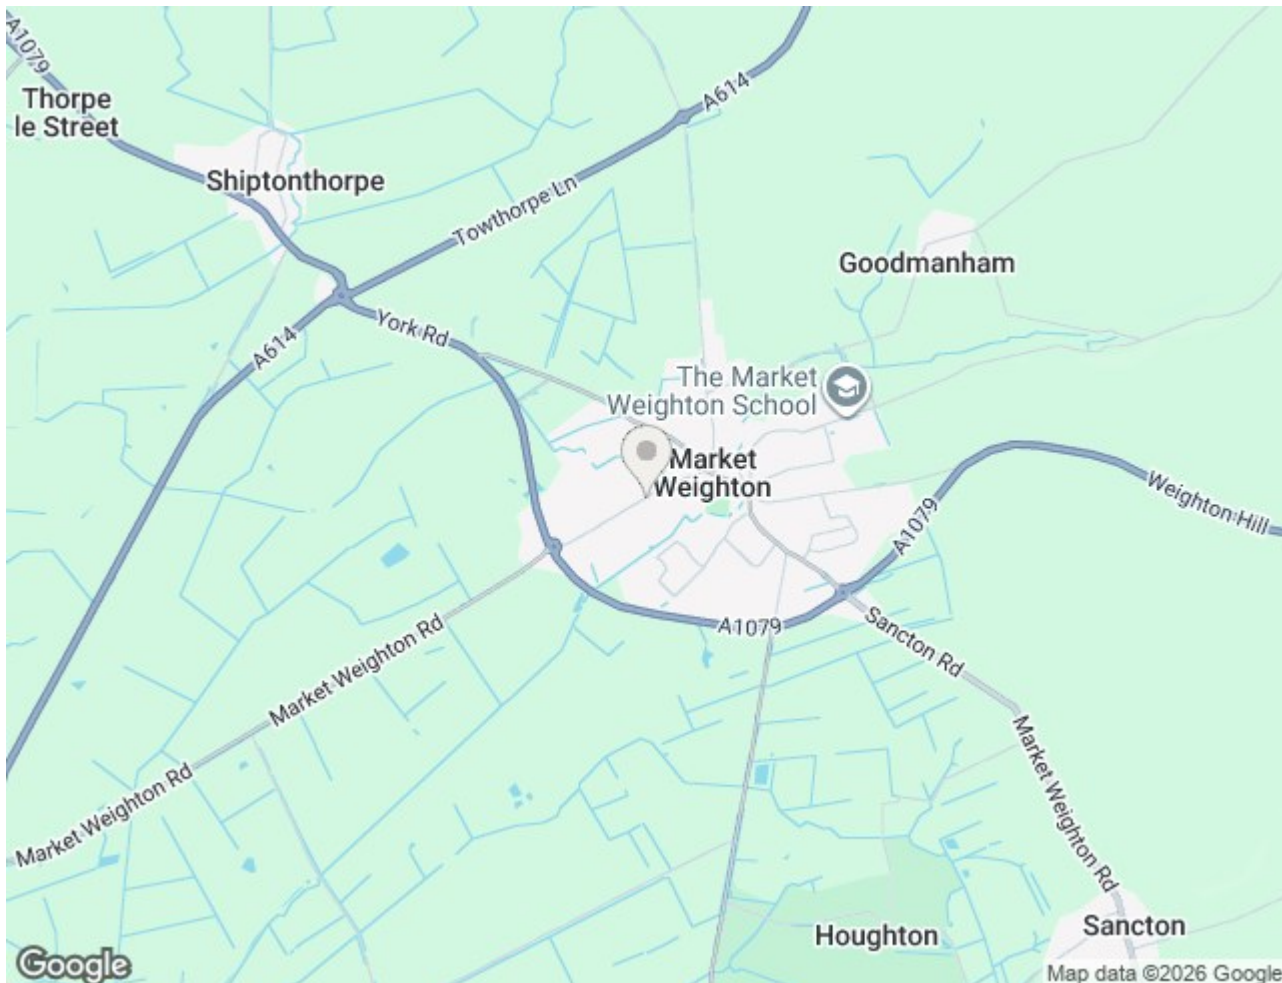 A1079
Thorpe
le Street
A614
Shiptonthorpe
Towthorpe Ln
Goodmanham
York Rd
A614
The Market
Weighton School
Market
Weighton
Weighton Hill
A1079
A1079
Sancton Rd
Market Weighton Rd
Market Weighton Rd
Market Weighton Rd
Houghton
Sancton
Google
Map data ©2026 Google